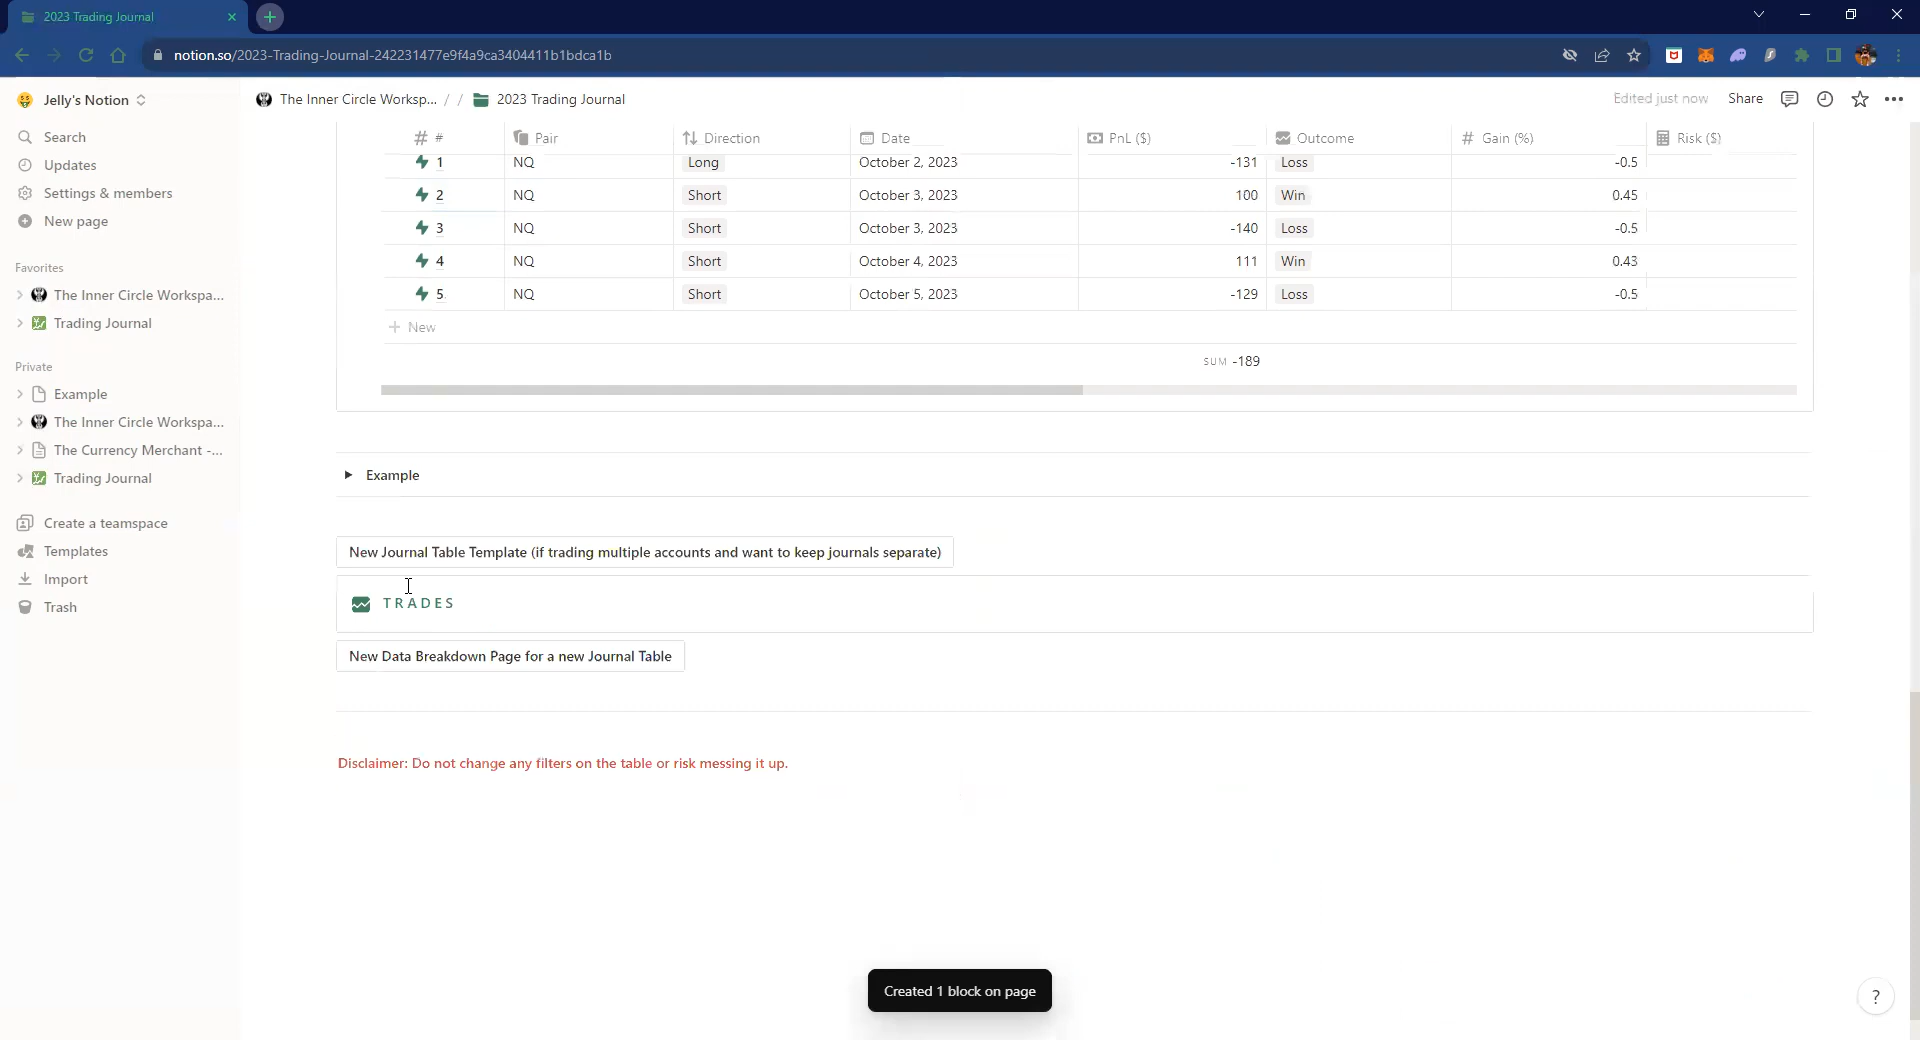 2023 Trading Journal
notion.so/2023-Trading-Journal-242231477e9f4a9ca3404411b1bdca1b
Jelly's Notion
The Inner Circle Worksp... / / 2023 Trading Journal
Edited just now Share
Search
Updates
Settings & members
New page
Favorites
The Inner Circle Workspa...
Trading Journal
Private
Example
The Inner Circle Workspa...
The Currency Merchant -...
Trading Journal
Create a teamspace
Templates
Import
Trash
# # Pair Direction Date PnL ($) Outcome # Gain (%) Risk ($)
1 NQ Long October 2, 2023 -131 Loss -0.5
2 NQ Short October 3, 2023 100 Win 0.45
3 NQ Short October 3, 2023 -140 Loss -0.5
4 NQ Short October 4, 2023 111 Win 0.43
5 NQ Short October 5, 2023 -129 Loss -0.5
+ New
SUM -189
Example
New Journal Table Template (if trading multiple accounts and want to keep journals separate)
TRADES
New Data Breakdown Page for a new Journal Table
Disclaimer: Do not change any filters on the table or risk messing it up.
Created 1 block on page
?